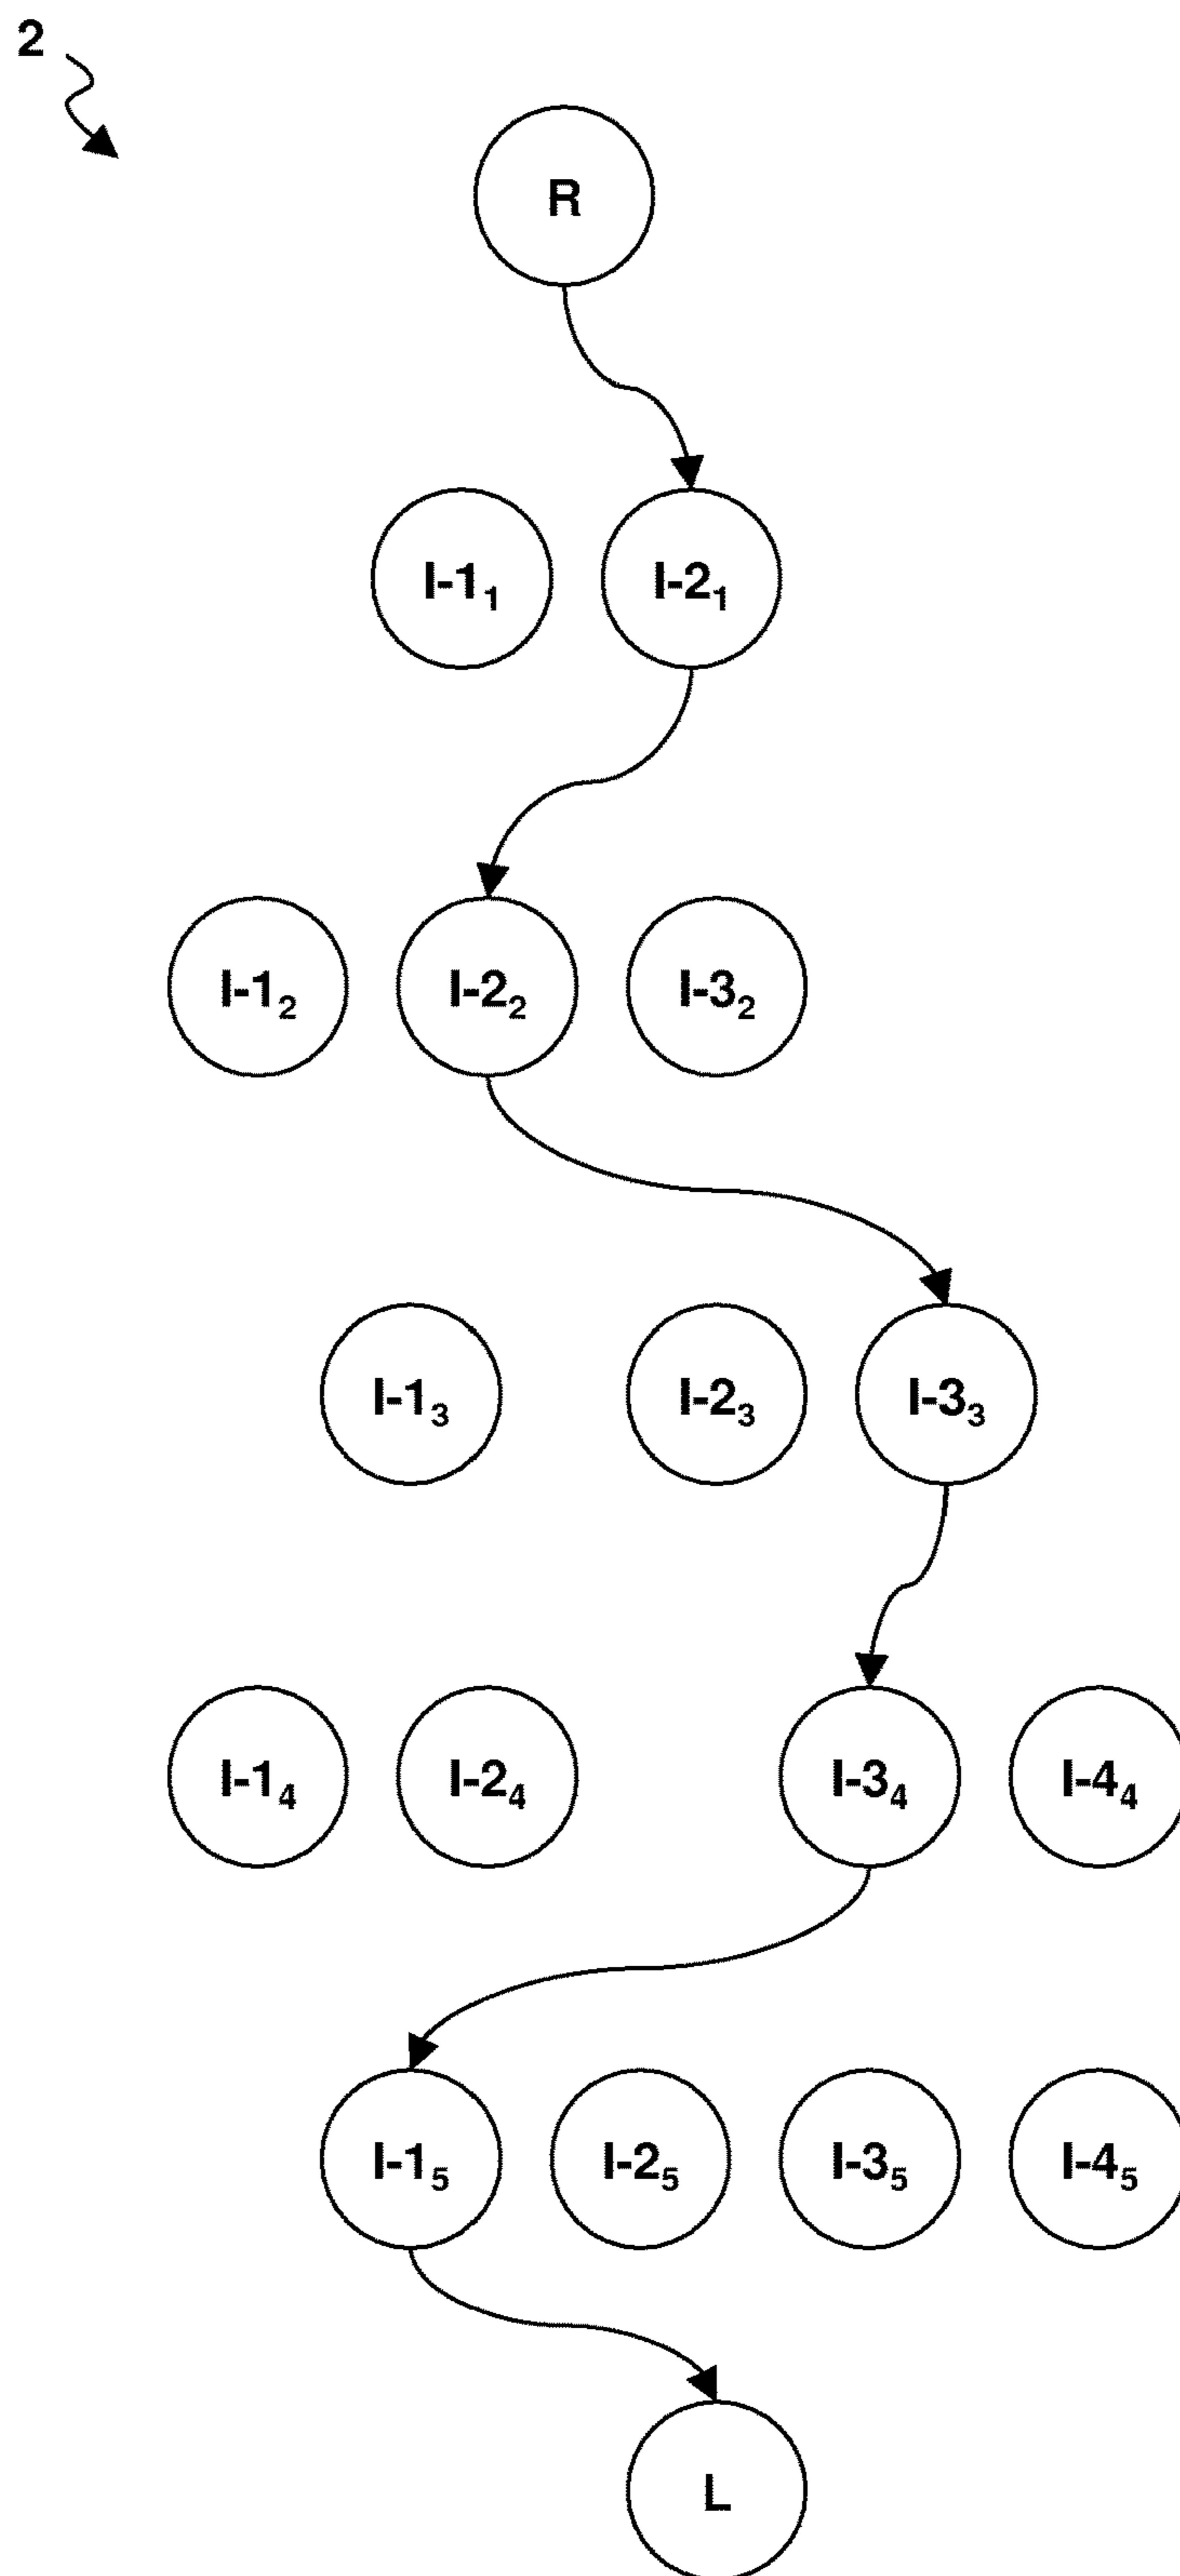 2
R
I-1₁ I-2₁
I-1₂ I-2₂ I-3₂
I-1₃ I-2₃ I-3₃
I-1₄ I-2₄ I-3₄ I-4₄
I-1₅ I-2₅ I-3₅ I-4₅
L